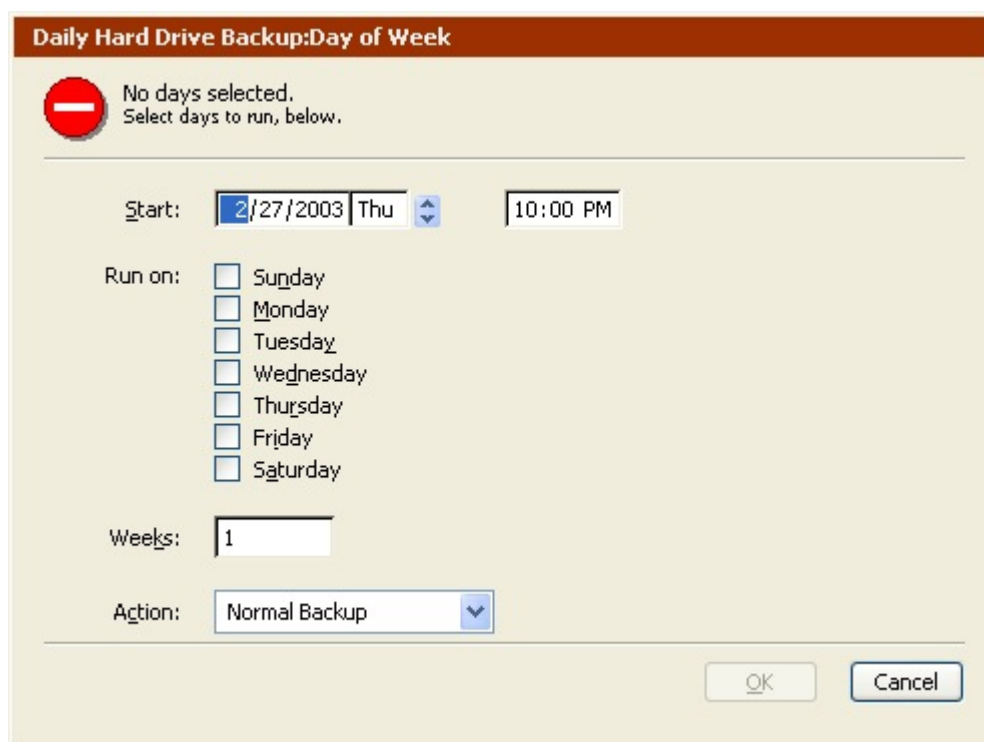 Daily Hard Drive Backup:Day of Week
No days selected.
Select days to run, below.
Start: 2/27/2003 Thu 10:00 PM
Run on: Sunday
Monday
Tuesday
Wednesday
Thursday
Friday
Saturday
Weeks: 1
Action: Normal Backup
OK Cancel